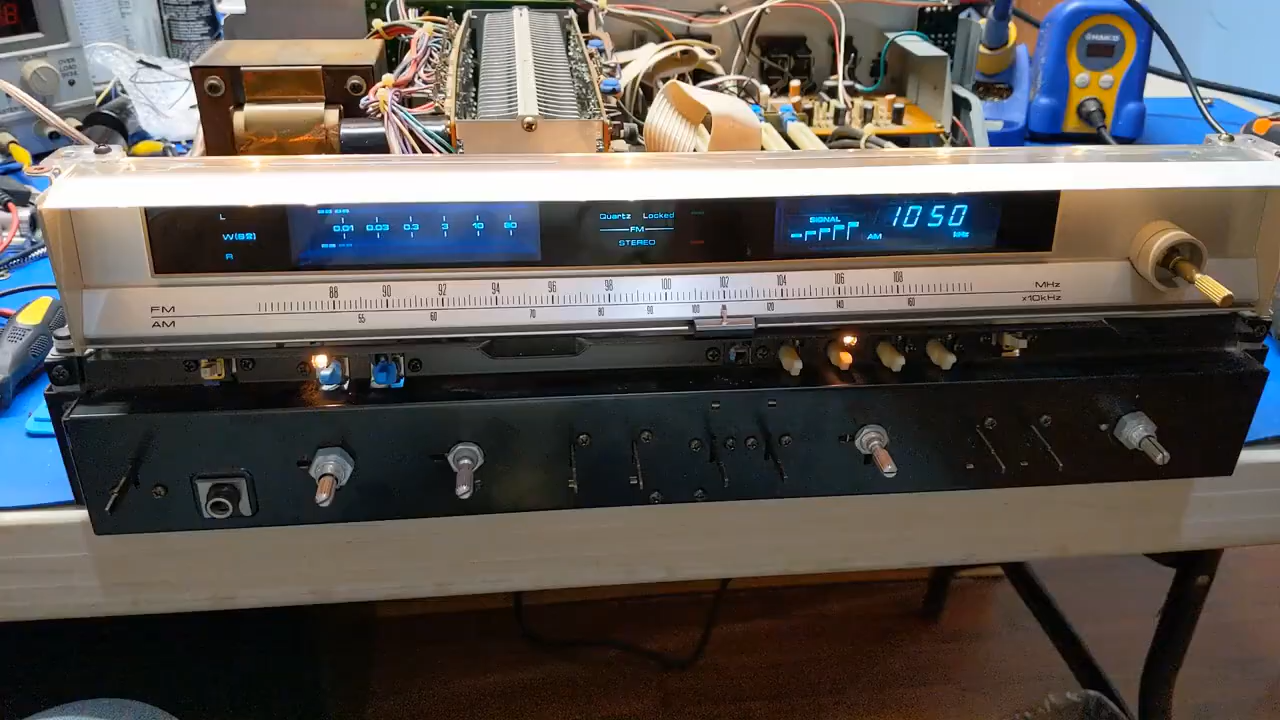 HAKKO
L
W(8Ω)
R
0.01 0.03 0.3 3 10 80
Quartz Locked
FM
STEREO
SIGNAL
AM
1050
kHz
FM 88 90 92 94 96 98 100 102 104 106 108 MHz
AM 55 60 70 80 90 100 120 140 160 x10kHz